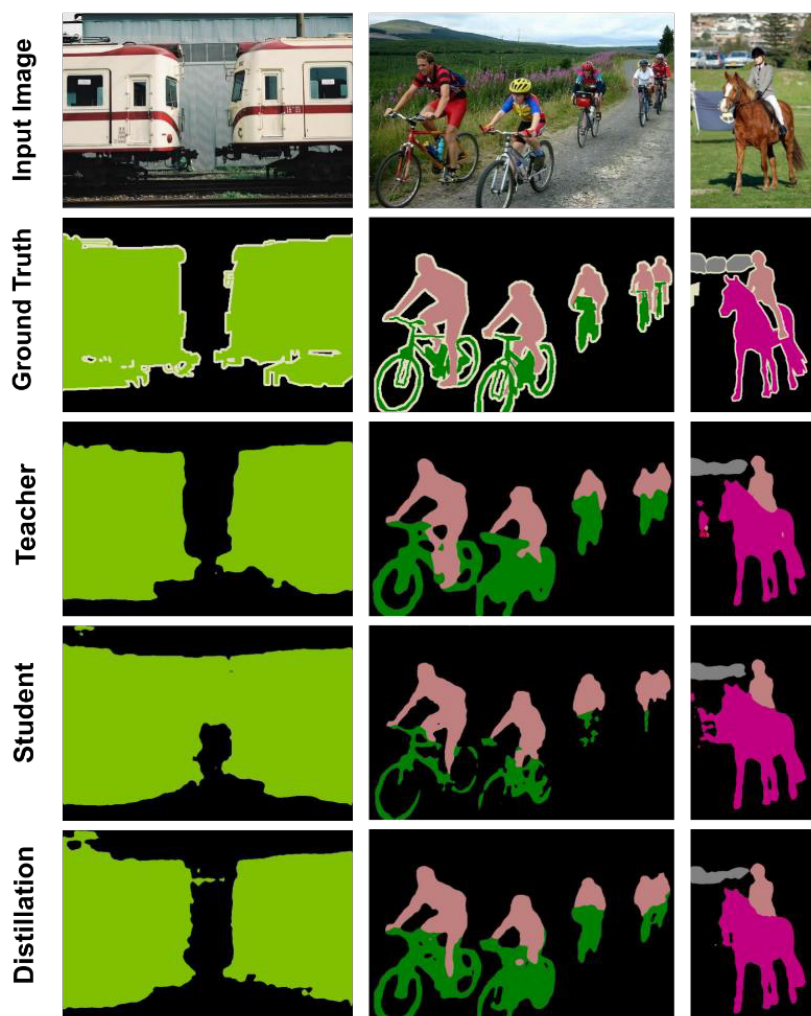 Input Image
Ground Truth
Teacher
Student
Distillation